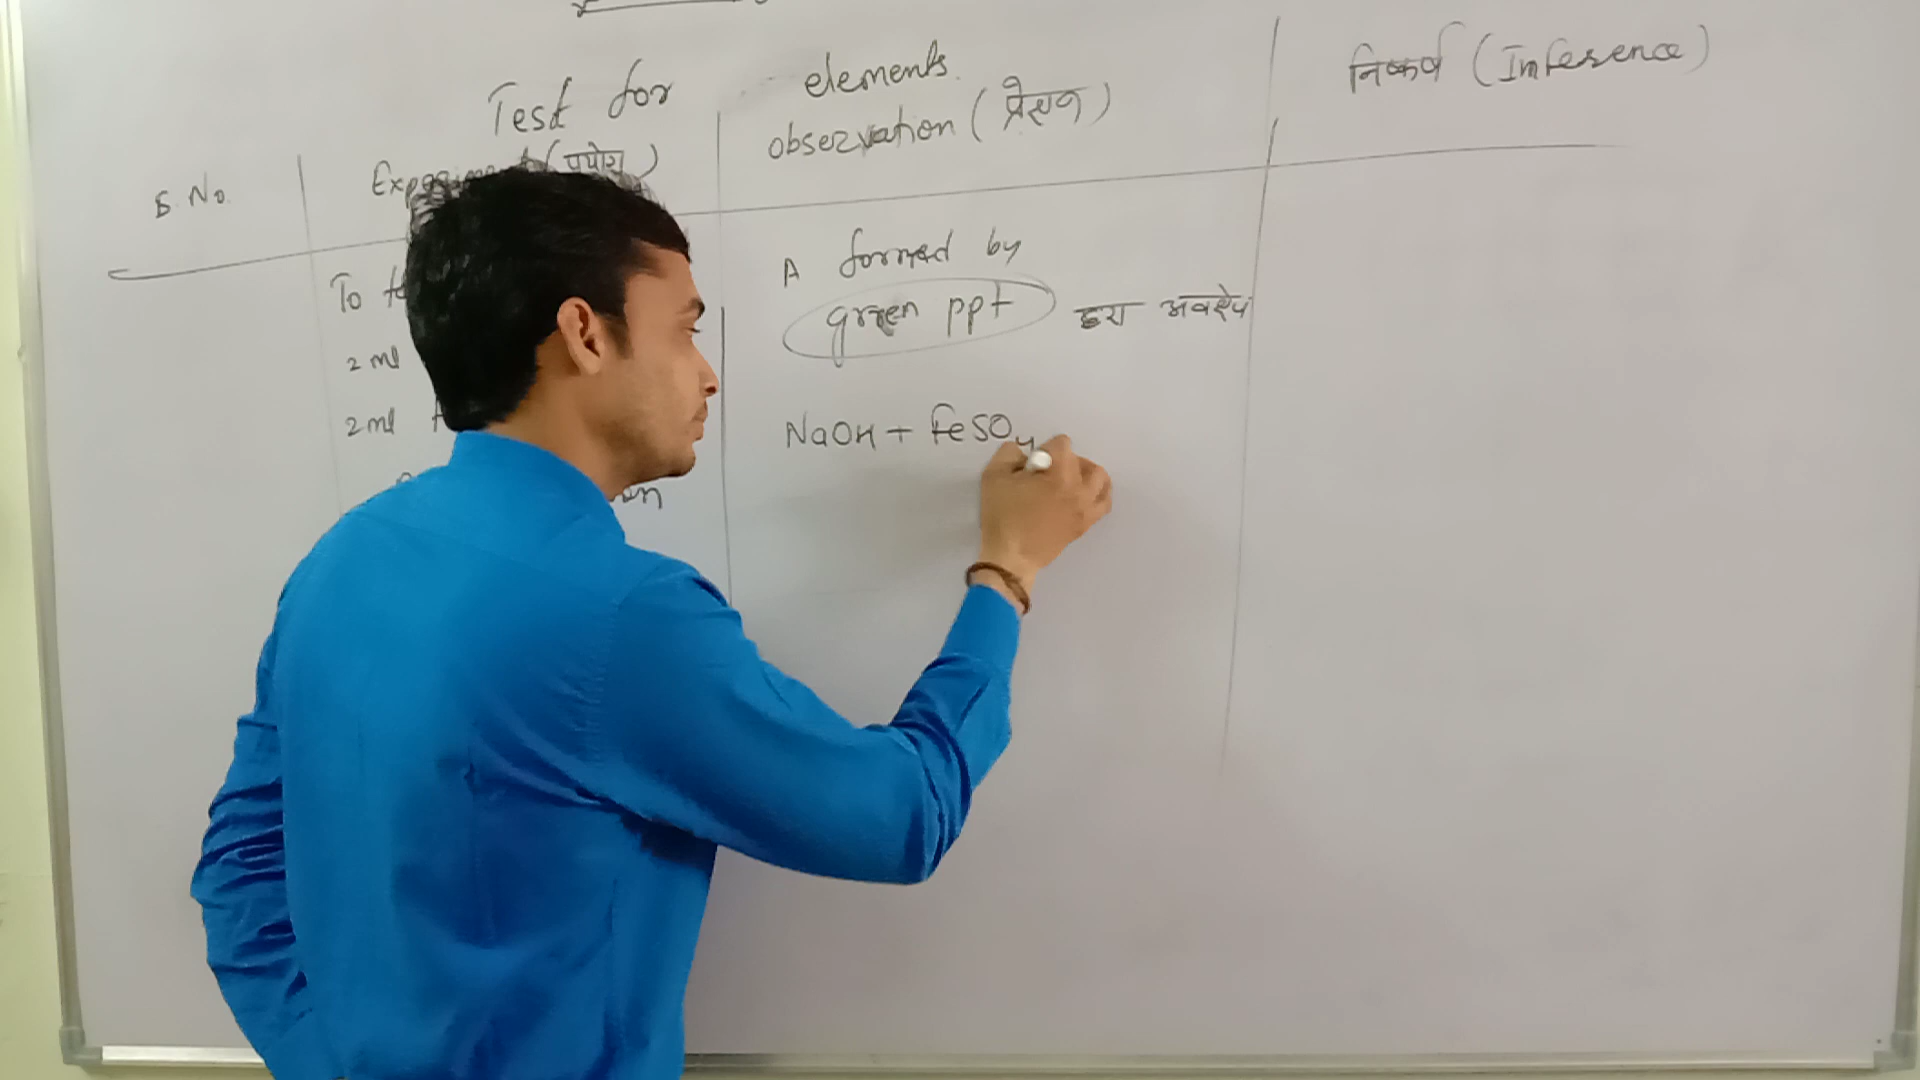 Test for elements.
S. No. observation (प्रेक्षण) निष्कर्ष (Inference)
(प्रयोग)
To
A formed by
2 ml green ppt हरा अवक्षेप
2 ml NaOH + FeSO4